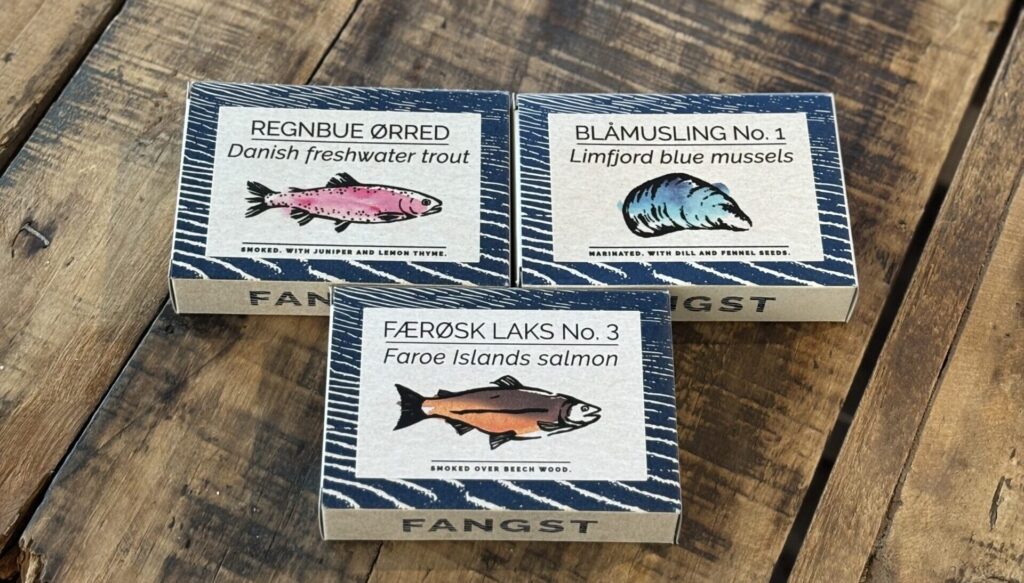 REGNBUE ØRRED
Danish freshwater trout
SMOKED. WITH JUNIPER AND LEMON THYME.
BLÅMUSLING No. 1
Limfjord blue mussels
MARINATED. WITH DILL AND FENNEL SEEDS.
FAN
NGST
FÆRØSK LAKS No. 3
Faroe Islands salmon
SMOKED OVER BEECH WOOD.
FANGST